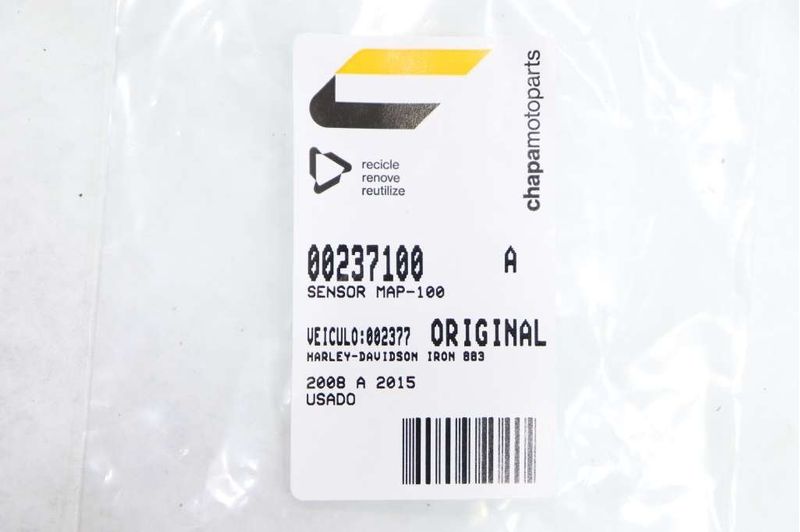 chapamotoparts
recicle
renove
reutilize
00237100 A
SENSOR MAP-100
VEICULO:002377 ORIGINAL
HARLEY-DAVIDSON IRON 883
2008 A 2015
USADO